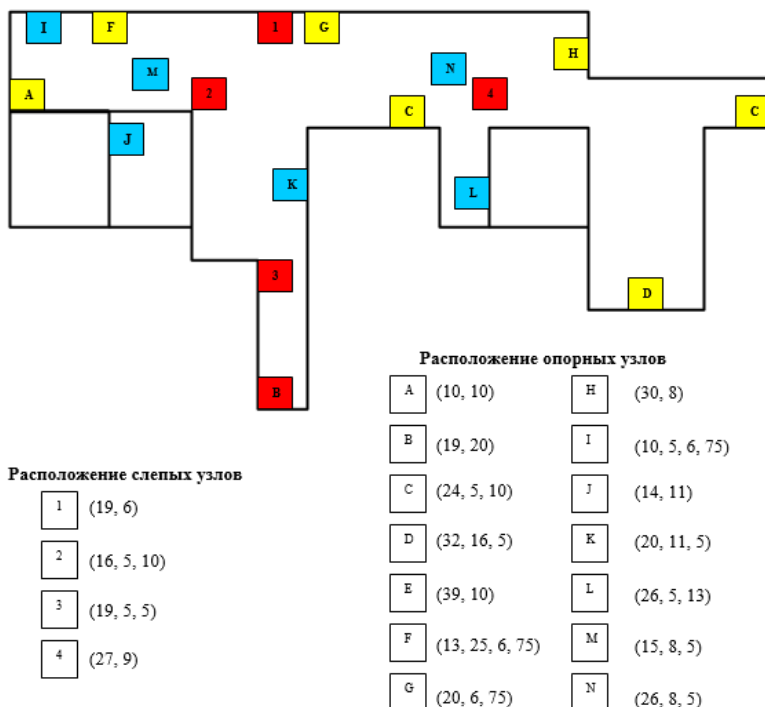 I F 1 G
M N H
A 2 4
C C
J
K L
3
D
B
Расположение опорных узлов
A (10, 10) H (30, 8)
B (19, 20) I (10, 5, 6, 75)
Расположение слепых узлов
C (24, 5, 10) J (14, 11)
1 (19, 6)
D (32, 16, 5) K (20, 11, 5)
2 (16, 5, 10)
E (39, 10) L (26, 5, 13)
3 (19, 5, 5)
F (13, 25, 6, 75) M (15, 8, 5)
4 (27, 9)
G (20, 6, 75) N (26, 8, 5)